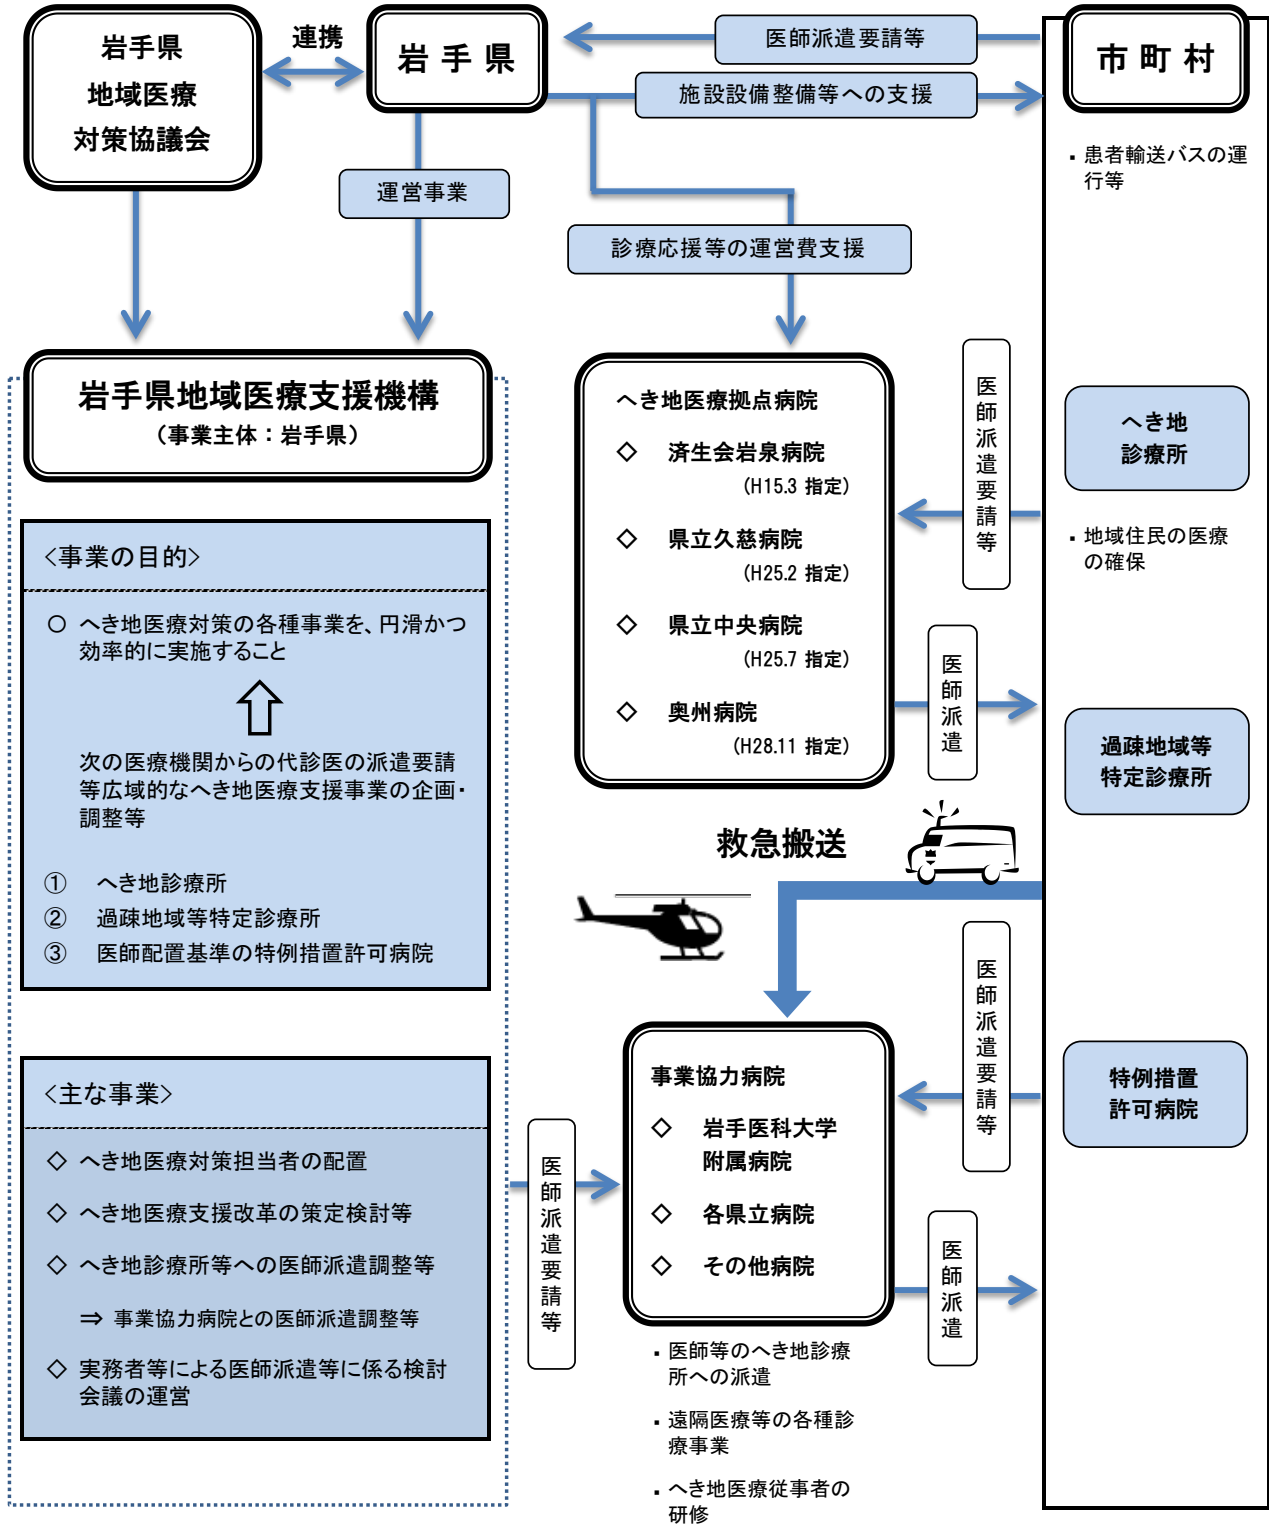 岩手県
地域医療
対策協議会
連携
岩 手 県
医師派遣要請等
施設設備整備等への支援
市 町 村
▪ 患者輸送バスの運
行等
運営事業
診療応援等の運営費支援
岩手県地域医療支援機構
（事業主体：岩手県）
<事業の目的>
○ へき地医療対策の各種事業を、円滑かつ
効率的に実施すること
次の医療機関からの代診医の派遣要請
等広域的なへき地医療支援事業の企画・
調整等
① へき地診療所
② 過疎地域等特定診療所
③ 医師配置基準の特例措置許可病院
<主な事業>
◇ へき地医療対策担当者の配置
◇ へき地医療支援改革の策定検討等
◇ へき地診療所等への医師派遣調整等
⇒ 事業協力病院との医師派遣調整等
◇ 実務者等による医師派遣等に係る検討
会議の運営
へき地医療拠点病院
◇ 済生会岩泉病院
（H15.3 指定）
◇ 県立久慈病院
（H25.2 指定）
◇ 県立中央病院
（H25.7 指定）
◇ 奥州病院
（H28.11 指定）
医師派遣要請等
医師派遣
へき地
診療所
▪ 地域住民の医療
の確保
過疎地域等
特定診療所
救急搬送
医師派遣要請等
特例措置
許可病院
医師派遣要請等
事業協力病院
◇ 岩手医科大学
附属病院
◇ 各県立病院
◇ その他病院
医師派遣
▪ 医師等のへき地診療
所への派遣
▪ 遠隔医療等の各種診
療事業
▪ へき地医療従事者の
研修